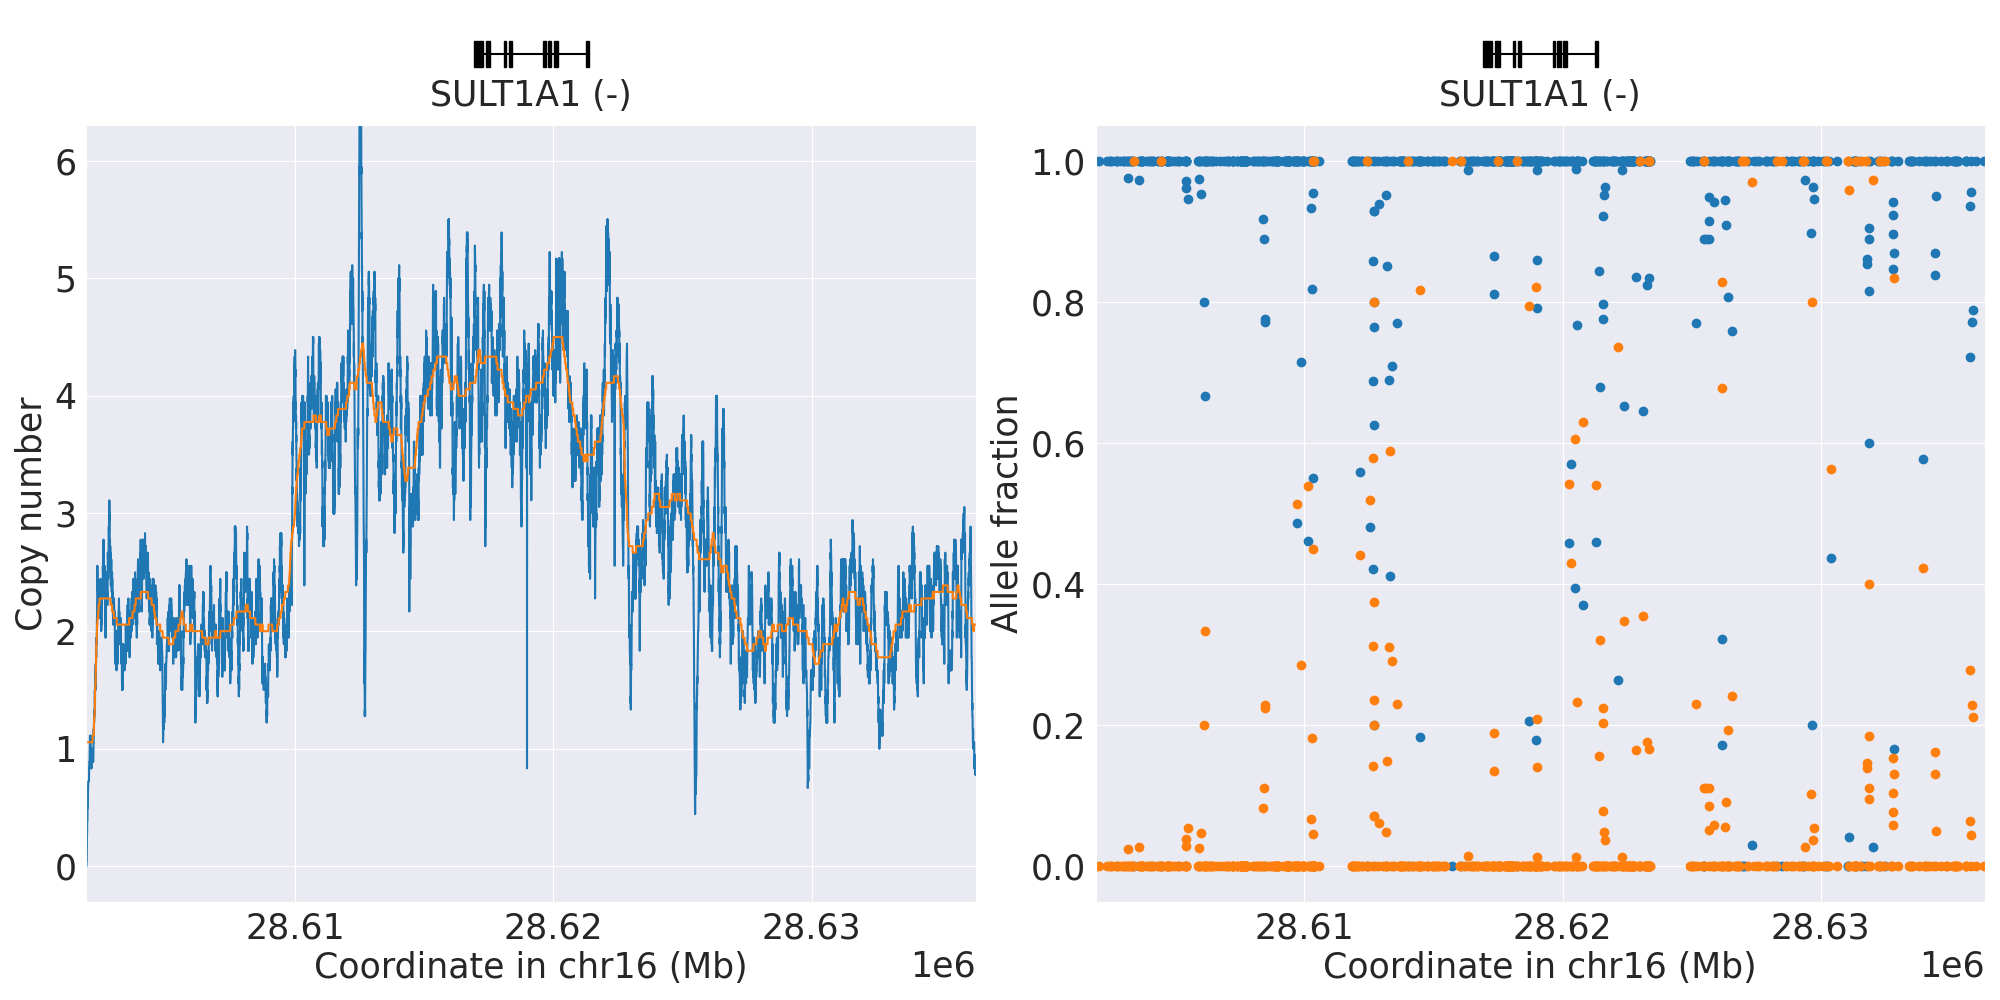 SULT1A1 (-)
6
5
4
3
2
1
0
Copy number
28.61
28.62
28.63
Coordinate in chr16 (Mb)
1e6
SULT1A1 (-)
1.0
0.8
0.6
0.4
0.2
0.0
Allele fraction
28.61
28.62
28.63
Coordinate in chr16 (Mb)
1e6